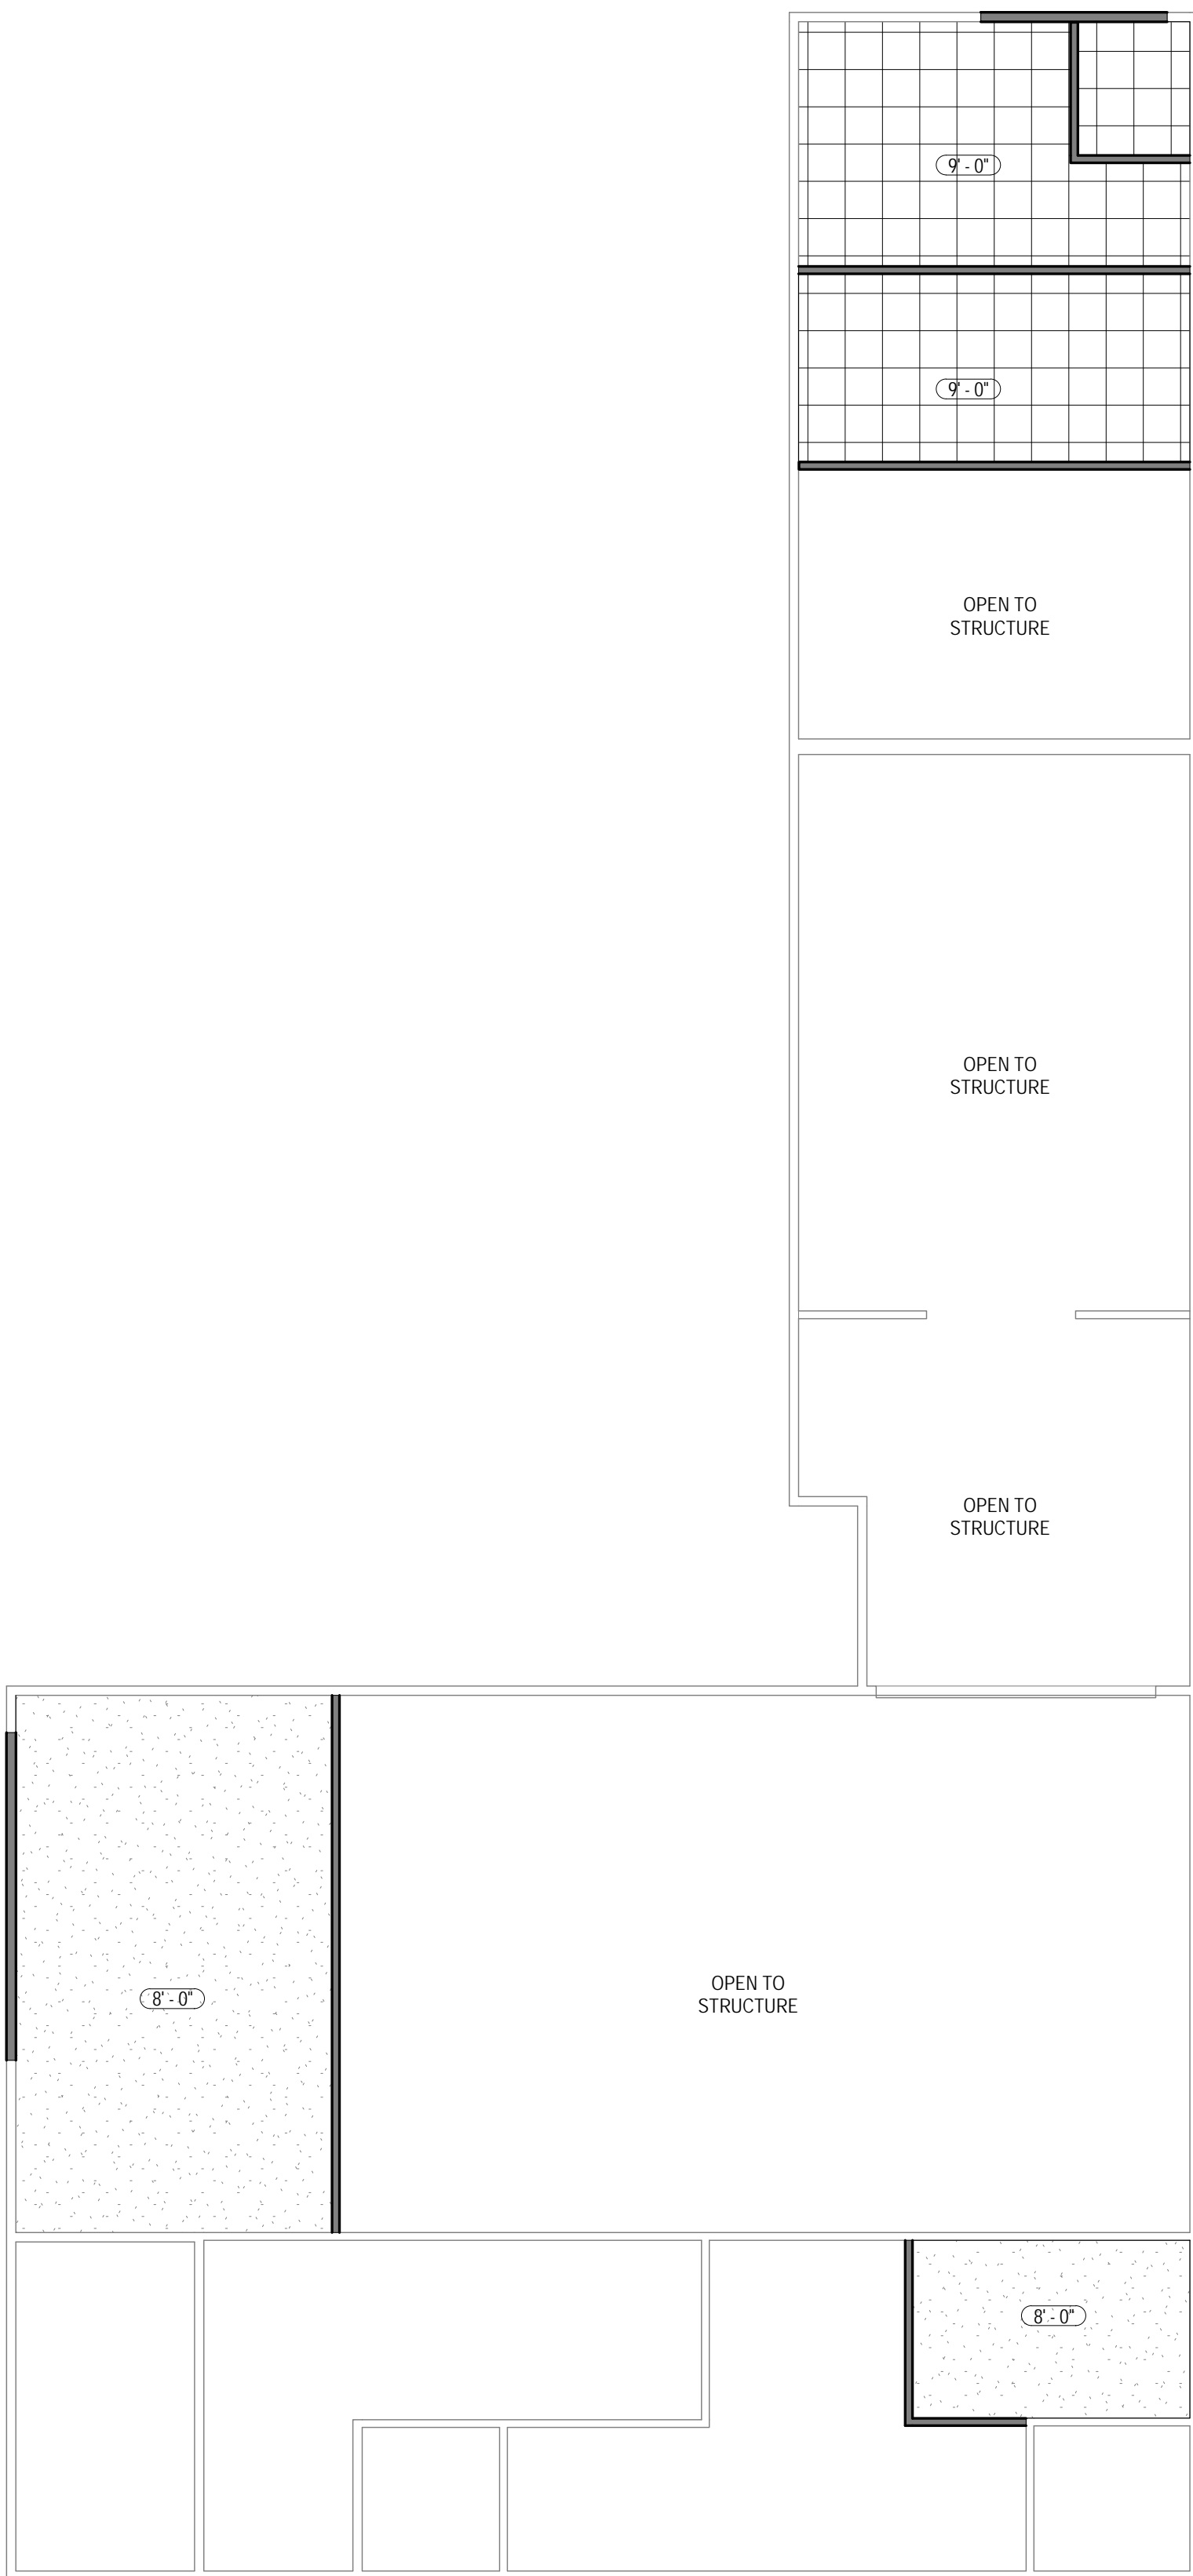 9' - 0"
9' - 0"
OPEN TO
STRUCTURE
OPEN TO
STRUCTURE
OPEN TO
STRUCTURE
8' - 0"
OPEN TO
STRUCTURE
8' - 0"